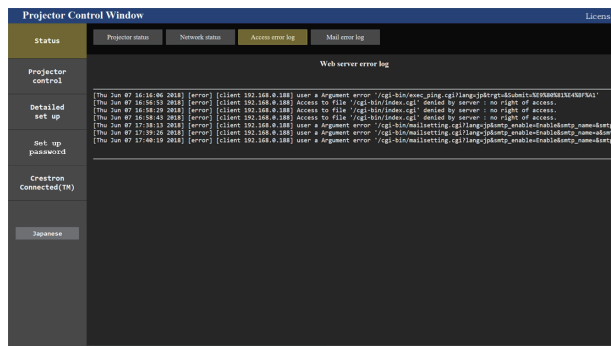 Projector Control Window
Licens
Status
Projector status
Network status
Access error log
Mail error log
Web server error log
Projector
control
[Thu Jun 07 16:16:06 2018] [error] [client 192.168.0.188] user a Argument error '/cgi-bin/exec_ping.cgi?lang=jp&trgt=&Submit=%E9%80%81%E4%BF%A1'
[Thu Jun 07 16:56:53 2018] [error] [client 192.168.0.188] Access to file '/cgi-bin/index.cgi' denied by server : no right of access.
[Thu Jun 07 16:58:29 2018] [error] [client 192.168.0.188] Access to file '/cgi-bin/index.cgi' denied by server : no right of access.
[Thu Jun 07 16:58:43 2018] [error] [client 192.168.0.188] Access to file '/cgi-bin/index.cgi' denied by server : no right of access.
[Thu Jun 07 17:38:13 2018] [error] [client 192.168.0.188] user a Argument error '/cgi-bin/mailsetting.cgi?lang=jp&smtp_enable=Enable&smtp_name=&smt
[Thu Jun 07 17:39:26 2018] [error] [client 192.168.0.188] user a Argument error '/cgi-bin/mailsetting.cgi?lang=jp&smtp_enable=Enable&smtp_name=a&sm
[Thu Jun 07 17:40:19 2018] [error] [client 192.168.0.188] user a Argument error '/cgi-bin/mailsetting.cgi?lang=jp&smtp_enable=Enable&smtp_name=&smtp
Detailed
set up
Set up
password
Crestron
Connected(TM)
Japanese